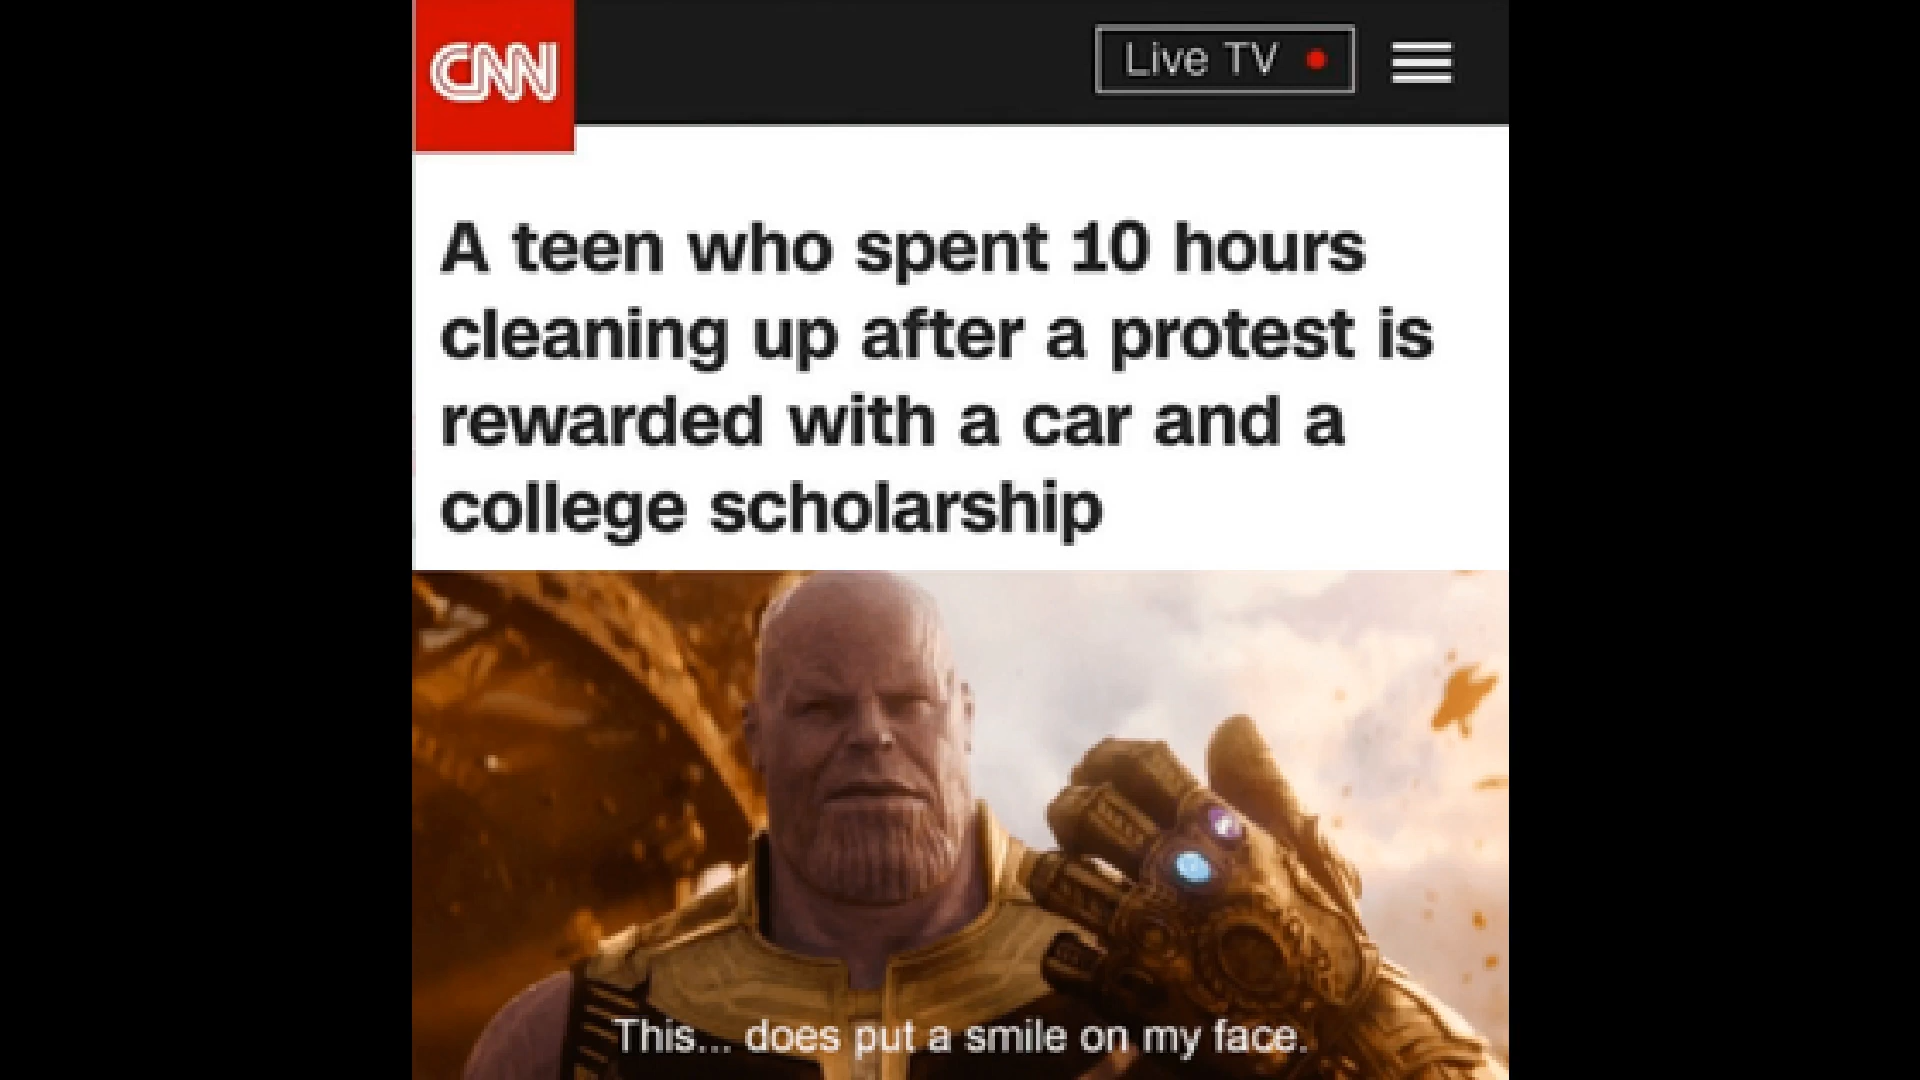 CNN
Live TV
A teen who spent 10 hours
cleaning up after a protest is
rewarded with a car and a
college scholarship
This... does put a smile on my face.